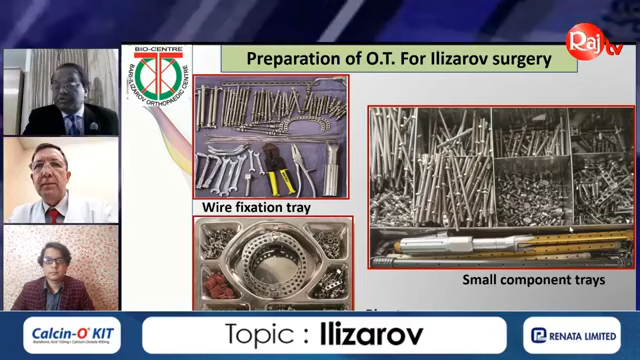 Raj tv
BIO-CENTRE
BARI-ILIZAROV ORTHOPAEDIC CENTRE
Preparation of O.T. For Ilizarov surgery
Wire fixation tray
Small component trays
Calcin-O KIT
Topic : Ilizarov
RENATA LIMITED